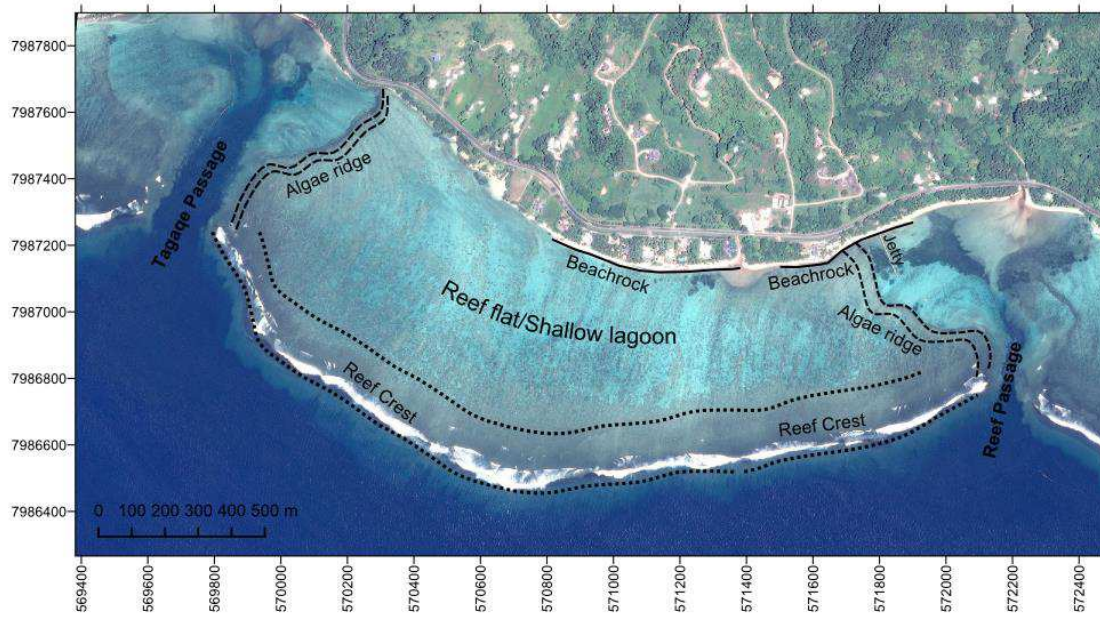 7987800
7987600
7987400
7987200
7987000
7986800
7986600
7986400
Tagaqe Passage
Algae ridge
Beachrock
Beachrock
Jetty
Reef flat/Shallow lagoon
Algae ridge
Reef Passage
Reef Crest
Reef Crest
0 100 200 300 400 500 m
569400
569600
569800
570000
570200
570400
570600
570800
571000
571200
571400
571600
571800
572000
572200
572400